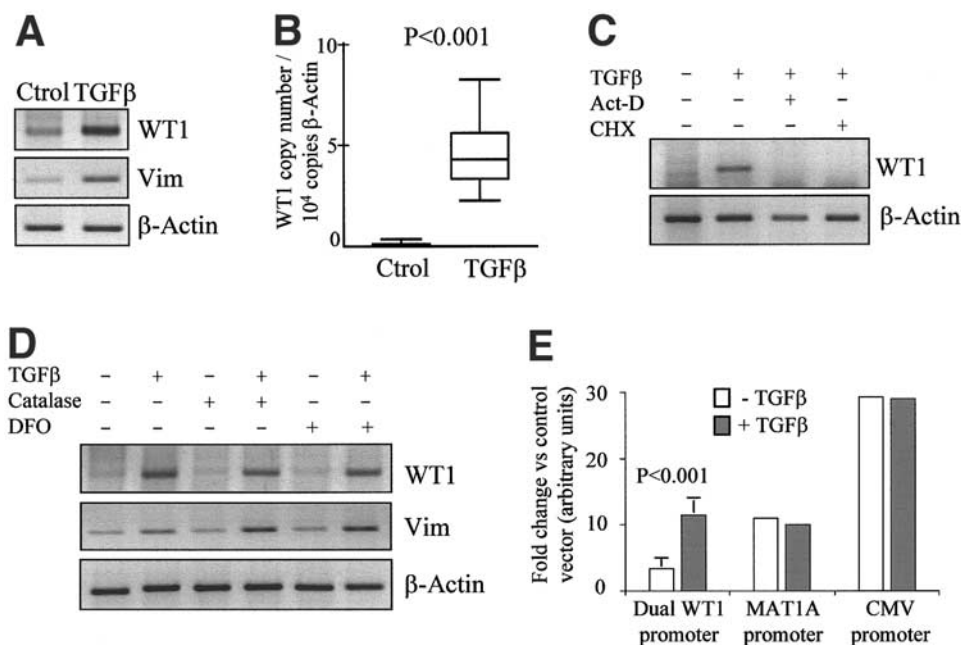 A
Ctrol TGFβ
WT1
Vim
β-Actin
B
WT1 copy number /
10⁴ copies β-Actin
10
5
0
P<0.001
Ctrol TGFβ
C
TGFβ - + + +
Act-D - - + -
CHX - - - +
WT1
β-Actin
D
TGFβ - + - + - +
Catalase - - + + - -
DFO - - - - + +
WT1
Vim
β-Actin
E
Fold change vs control
vector (arbitrary units)
30
20
10
0
- TGFβ
+ TGFβ
P<0.001
Dual WT1 MAT1A CMV
promoter promoter promoter